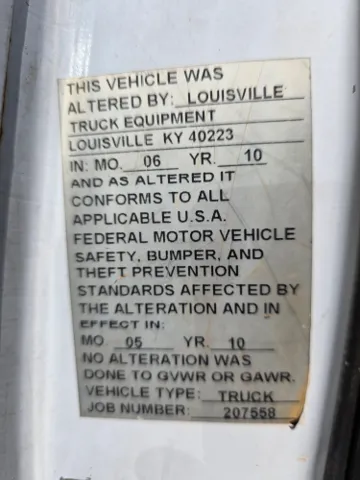 THIS VEHICLE WAS
ALTERED BY: LOUISVILLE
TRUCK EQUIPMENT
LOUISVILLE KY 40223
IN: MO. 06 YR. 10
AND AS ALTERED IT
CONFORMS TO ALL
APPLICABLE U.S.A.
FEDERAL MOTOR VEHICLE
SAFETY, BUMPER, AND
THEFT PREVENTION
STANDARDS AFFECTED BY
THE ALTERATION AND IN
EFFECT IN:
MO. 05 YR. 10
NO ALTERATION WAS
DONE TO GVWR OR GAWR.
VEHICLE TYPE: TRUCK
JOB NUMBER: 207558